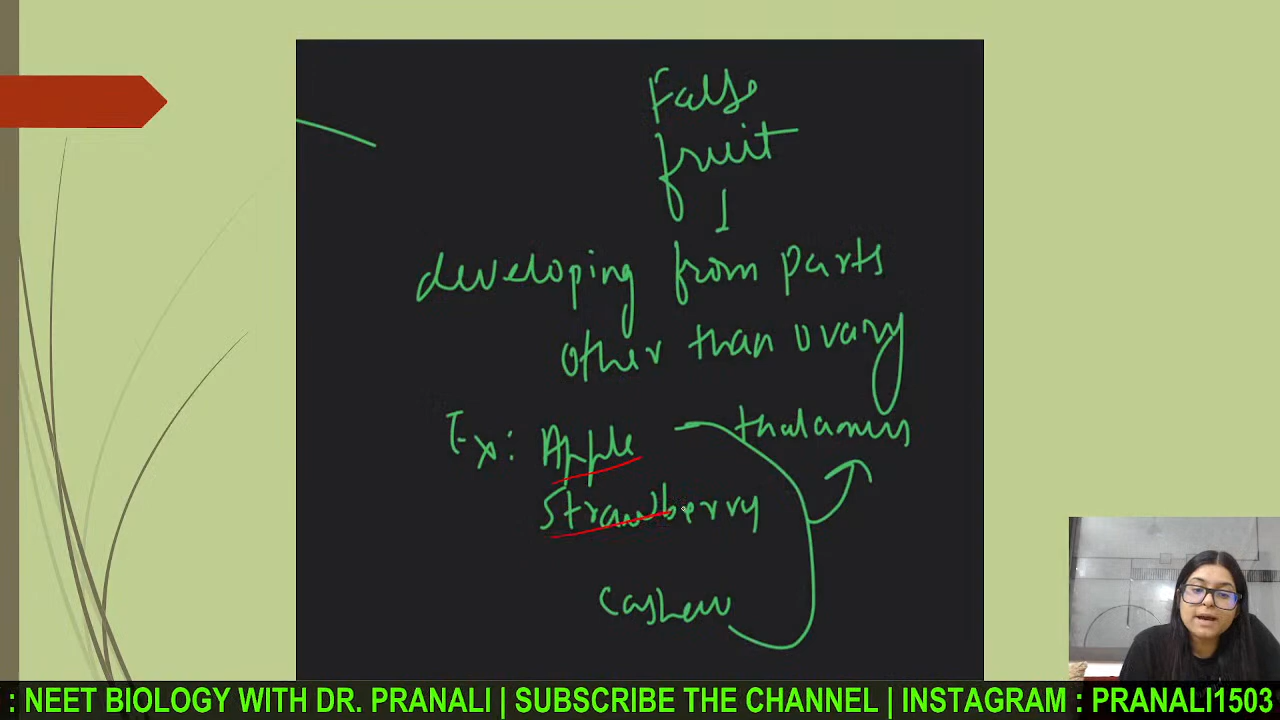 False
fruit
developing from parts
other than ovary
Ex: Apple
thalamus
Strawberry
cashew
: NEET BIOLOGY WITH DR. PRANALI | SUBSCRIBE THE CHANNEL | INSTAGRAM : PRANALI1503